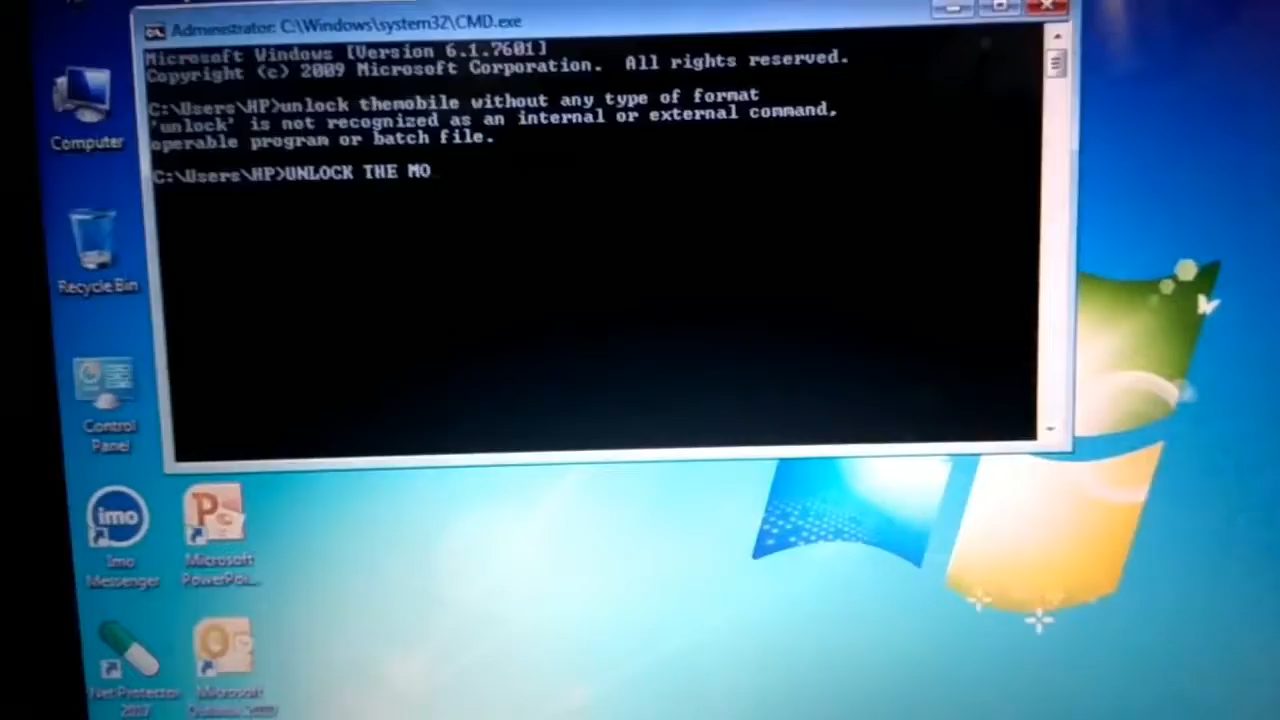 Administrator: C:\Windows\system32\CMD.exe
Microsoft Windows [Version 6.1.7601]
Copyright (c) 2009 Microsoft Corporation. All rights reserved.
C:\Users\HP>unlock themobile without any type of format
'unlock' is not recognized as an internal or external command,
operable program or batch file.
C:\Users\HP>UNLOCK THE MO
Computer
Recycle Bin
Control
Panel
imo
Imo
Messenger
Microsoft
PowerPoi...
Net Protector
2017
Microsoft